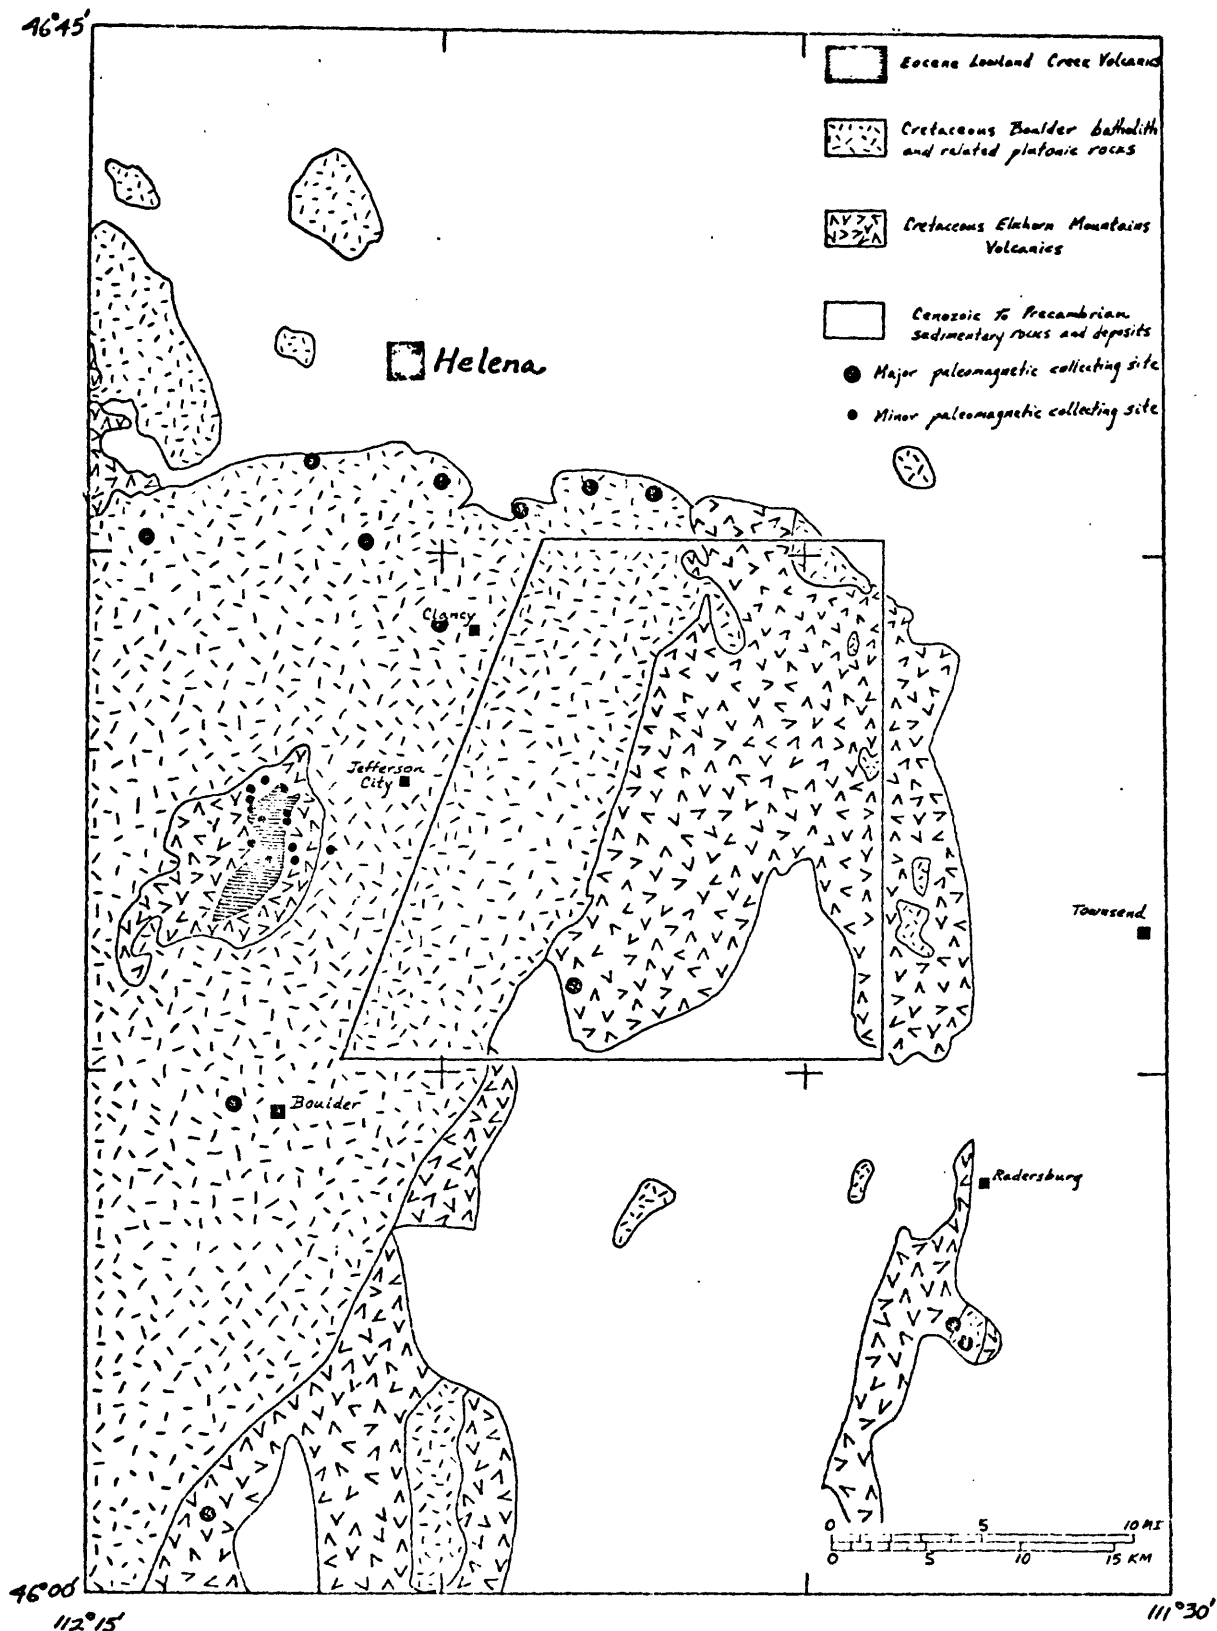 46°45'
Eocene Lowland Creek Volcanics
Cretaceous Boulder batholith
and related plutonic rocks
Cretaceous Elkhorn Mountains
Volcanics
Cenozoic To Precambrian
sedimentary rocks and deposits
Major paleomagnetic collecting site
Minor paleomagnetic collecting site
Helena
Clancy
Jefferson
City
Townsend
Boulder
Radersburg
0 5 10 MI
0 5 10 15 KM
46°00'
112°15'
111°30'